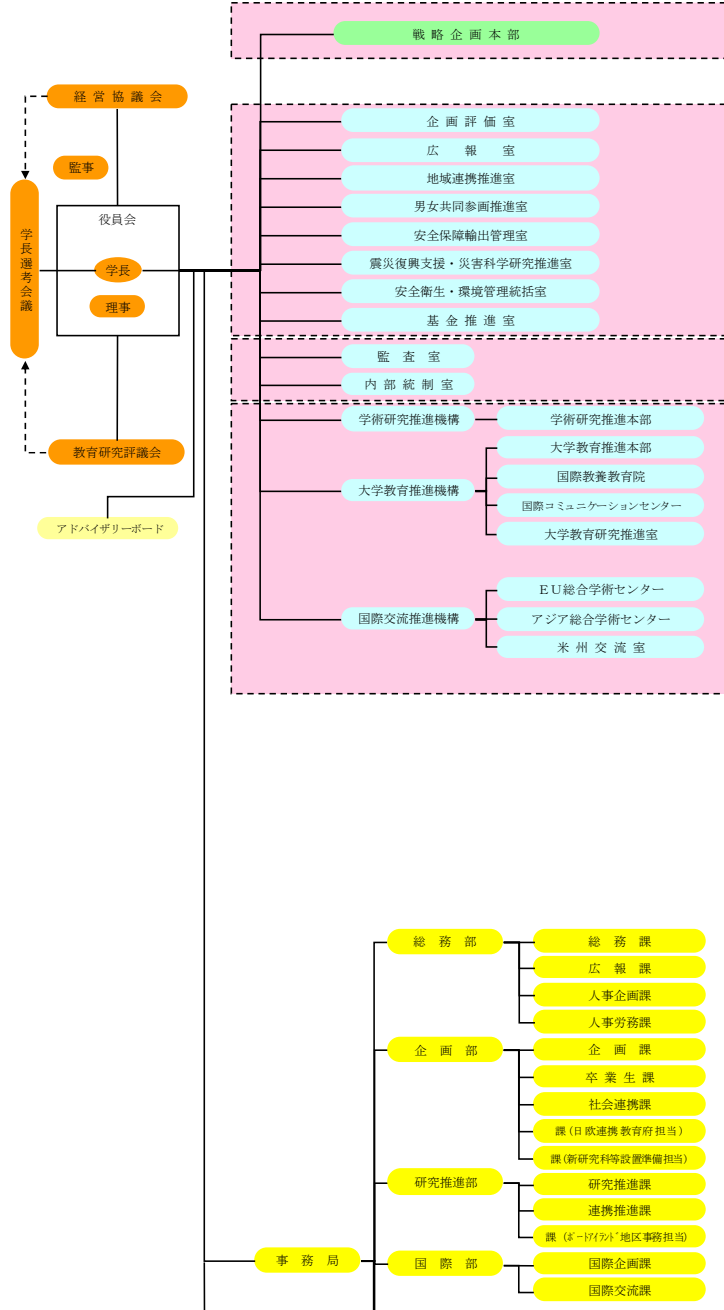 戦略企画本部
経営協議会
監事
学長選考会議
役員会
学長
理事
教育研究評議会
アドバイザリーボード
企画評価室
広報室
地域連携推進室
男女共同参画推進室
安全保障輸出管理室
震災復興支援・災害科学研究推進室
安全衛生・環境管理統括室
基金推進室
監査室
内部統制室
学術研究推進機構
学術研究推進本部
大学教育推進機構
大学教育推進本部
国際教養教育院
国際コミュニケーションセンター
大学教育研究推進室
国際交流推進機構
EU総合学術センター
アジア総合学術センター
米州交流室
事務局
総務部
総務課
広報課
人事企画課
人事労務課
企画部
企画課
卒業生課
社会連携課
課(日欧連携教育府担当)
課(新研究科等設置準備担当)
研究推進部
研究推進課
連携推進課
課(ポートアイランド地区事務担当)
国際部
国際企画課
国際交流課